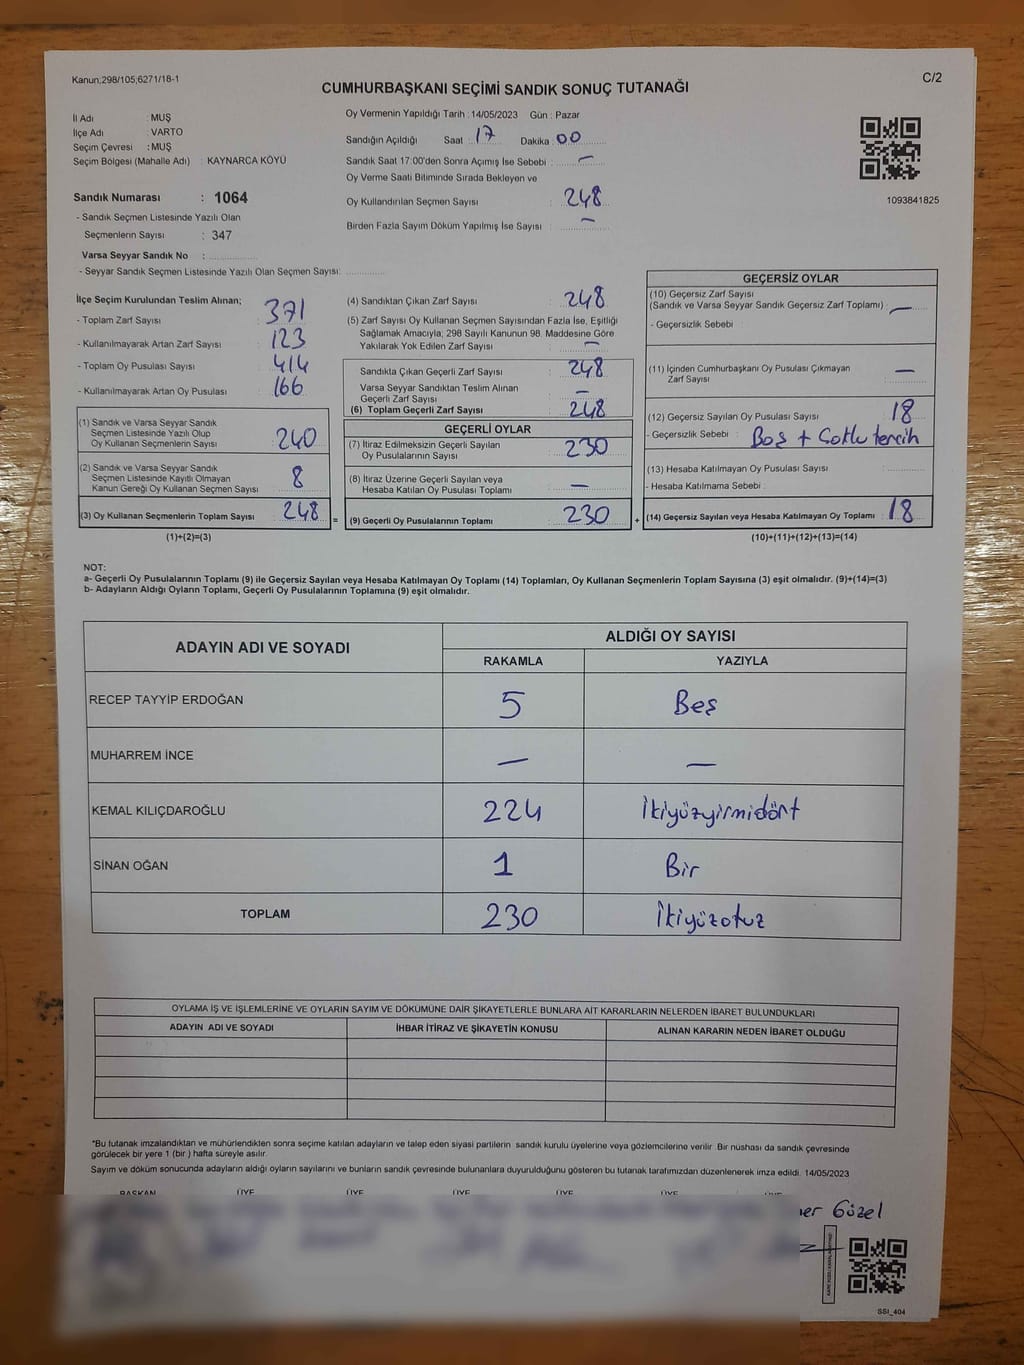 Kanun,298/105;6271/18-1
C/2
CUMHURBAŞKANI SEÇİMİ SANDIK SONUÇ TUTANAĞI
İl Adı : MUŞ
İlçe Adı : VARTO
Seçim Çevresi : MUŞ
Seçim Bölgesi (Mahalle Adı) : KAYNARCA KÖYÜ
Sandık Numarası : 1064
- Sandık Seçmen Listesinde Yazılı Olan
Seçmenlerin Sayısı : 347
Varsa Seyyar Sandık No :
- Seyyar Sandık Seçmen Listesinde Yazılı Olan Seçmen Sayısı:
Oy Vermenin Yapıldığı Tarih : 14/05/2023 Gün : Pazar
Sandığın Açıldığı Saat : 17 Dakika : 00
Sandık Saat 17:00'den Sonra Açımış İse Sebebi : —
Oy Verme Saati Bitiminde Sırada Bekleyen ve
Oy Kullandırılan Seçmen Sayısı : 248
Birden Fazla Sayım Döküm Yapılmış İse Sayısı : —
1093841825
İlçe Seçim Kurulundan Teslim Alınan;
- Toplam Zarf Sayısı : 371
- Kullanılmayarak Artan Zarf Sayısı : 123
- Toplam Oy Pusulası Sayısı : 414
- Kullanılmayarak Artan Oy Pusulası : 166
(1) Sandık ve Varsa Seyyar Sandık
Seçmen Listesinde Yazılı Olup
Oy Kullanan Seçmenlerin Sayısı : 240
(2) Sandık ve Varsa Seyyar Sandık
Seçmen Listesinde Kayıtlı Olmayan
Kanun Gereği Oy Kullanan Seçmen Sayısı : 8
(3) Oy Kullanan Seçmenlerin Toplam Sayısı : 248
(1)+(2)=(3)
=
(4) Sandıktan Çıkan Zarf Sayısı : 248
(5) Zarf Sayısı Oy Kullanan Seçmen Sayısından Fazla İse, Eşitliği
Sağlamak Amacıyla; 298 Sayılı Kanunun 98. Maddesine Göre
Yakılarak Yok Edilen Zarf Sayısı : —
Sandıkta Çıkan Geçerli Zarf Sayısı : 248
Varsa Seyyar Sandıktan Teslim Alınan
Geçerli Zarf Sayısı : —
(6) Toplam Geçerli Zarf Sayısı : 248
GEÇERLİ OYLAR
(7) İtiraz Edilmeksizin Geçerli Sayılan
Oy Pusulalarının Sayısı : 230
(8) İtiraz Üzerine Geçerli Sayılan veya
Hesaba Katılan Oy Pusulası Toplamı : —
(9) Geçerli Oy Pusulalarının Toplamı : 230
+
GEÇERSİZ OYLAR
(10) Geçersiz Zarf Sayısı
(Sandık ve Varsa Seyyar Sandık Geçersiz Zarf Toplamı) : —
- Geçersizlik Sebebi :
(11) İçinden Cumhurbaşkanı Oy Pusulası Çıkmayan
Zarf Sayısı : —
(12) Geçersiz Sayılan Oy Pusulası Sayısı : 18
- Geçersizlik Sebebi : Boş + Çoklu tercih
(13) Hesaba Katılmayan Oy Pusulası Sayısı :
- Hesaba Katılmama Sebebi :
(14) Geçersiz Sayılan veya Hesaba Katılmayan Oy Toplamı : 18
(10)+(11)+(12)+(13)=(14)
NOT:
a- Geçerli Oy Pusulalarının Toplamı (9) ile Geçersiz Sayılan veya Hesaba Katılmayan Oy Toplamı (14) Toplamları, Oy Kullanan Seçmenlerin Toplam Sayısına (3) eşit olmalıdır. (9)+(14)=(3)
b- Adayların Aldığı Oyların Toplamı, Geçerli Oy Pusulalarının Toplamına (9) eşit olmalıdır.
ADAYIN ADI VE SOYADI
ALDIĞI OY SAYISI
RAKAMLA YAZIYLA
RECEP TAYYİP ERDOĞAN 5 Beş
MUHARREM İNCE — —
KEMAL KILIÇDAROĞLU 224 İkiyüzyirmidört
SİNAN OĞAN 1 Bir
TOPLAM 230 İkiyüzotuz
OYLAMA İŞ VE İŞLEMLERİNE VE OYLARIN SAYIM VE DÖKÜMÜNE DAİR ŞİKAYETLERLE BUNLARA AİT KARARLARIN NELERDEN İBARET BULUNDUKLARI
ADAYIN ADI VE SOYADI İHBAR İTİRAZ VE ŞİKAYETİN KONUSU ALINAN KARARIN NEDEN İBARET OLDUĞU
*Bu tutanak imzalandıktan ve mühürlendikten sonra seçime katılan adayların ve talep eden siyasi partilerin sandık kurulu üyelerine veya gözlemcilerine verilir. Bir nüshası da sandık çevresinde
görülecek bir yere 1 (bir ) hafta süreyle asılır.
Sayım ve döküm sonucunda adayların aldığı oyların sayılarını ve bunların sandık çevresinde bulunanlara duyurulduğunu gösteren bu tutanak tarafımızdan düzenlenerek imza edildi. 14/05/2023
BAŞKAN ÜYE ÜYE ÜYE ÜYE ÜYE ÜYE
Güzel
SSI_404